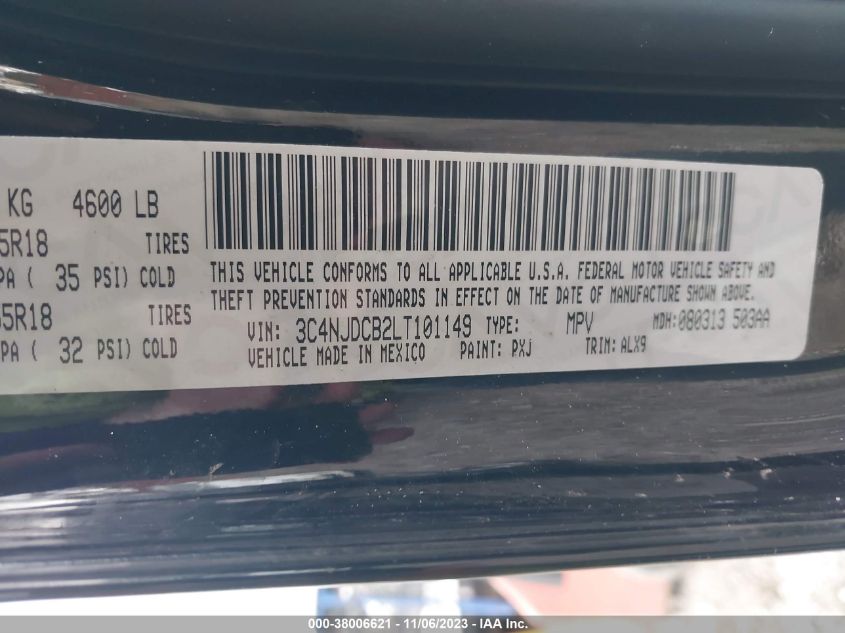 KG 4600 LB
5R18 TIRES
PA ( 35 PSI) COLD
55R18 TIRES
PA ( 32 PSI) COLD
THIS VEHICLE CONFORMS TO ALL APPLICABLE U.S.A. FEDERAL MOTOR VEHICLE SAFETY AND
THEFT PREVENTION STANDARDS IN EFFECT ON THE DATE OF MANUFACTURE SHOWN ABOVE.
VIN: 3C4NJDCB2LT101149 TYPE: MPV MDH: 080313 503AA
VEHICLE MADE IN MEXICO PAINT: PXJ TRIM: ALX9
000-38006621 - 11/06/2023 - IAA Inc.